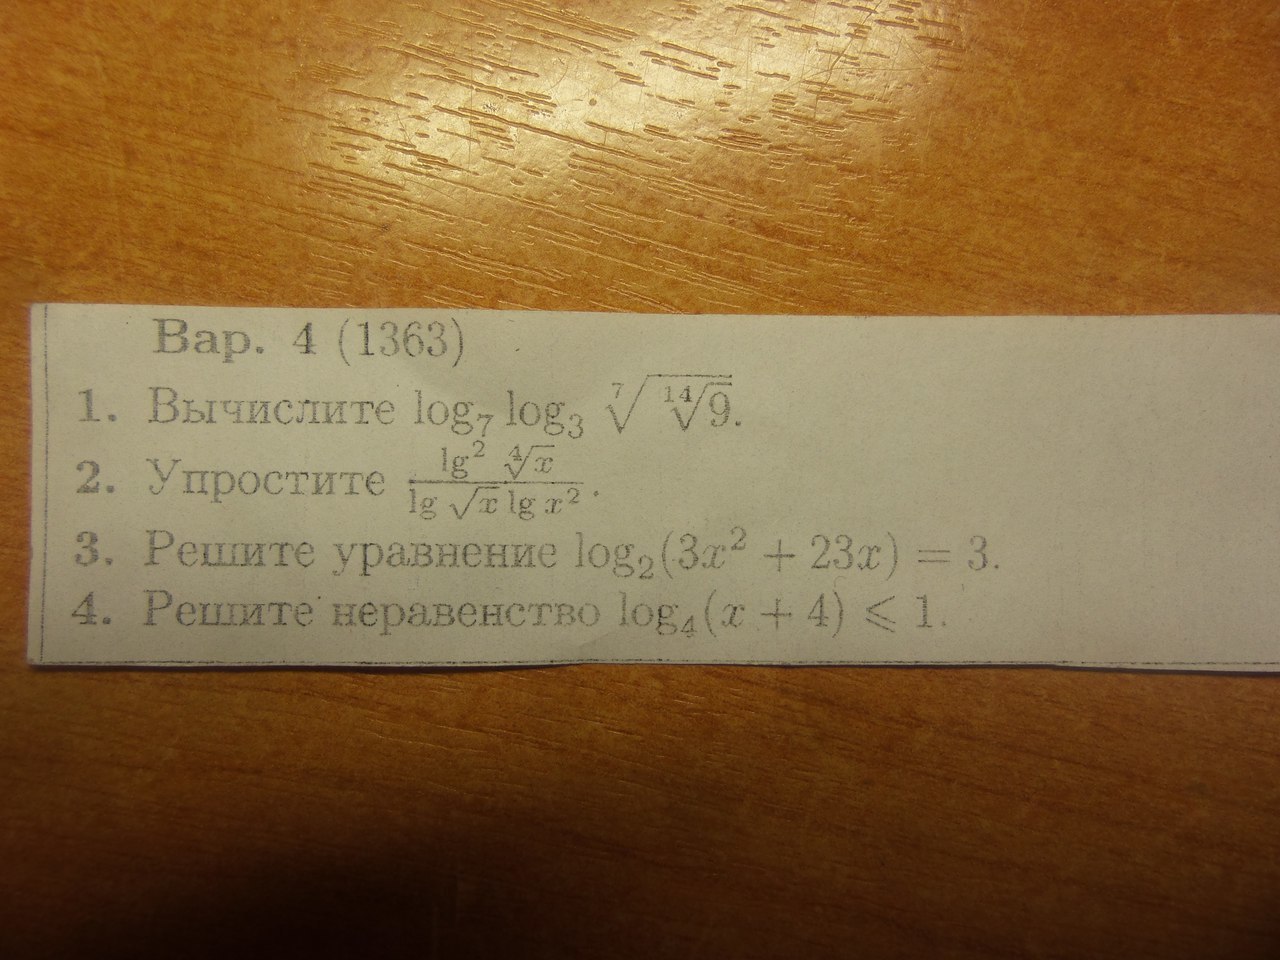 Вар. 4 (1363)
1. Вычислите log₇ log₃ ⁷√(¹⁴√9).
2. Упростите (lg² ⁴√x)/(lg √x lg x²).
3. Решите уравнение log₂(3x² + 23x) = 3.
4. Решите неравенство log₄(x + 4) ⩽ 1.